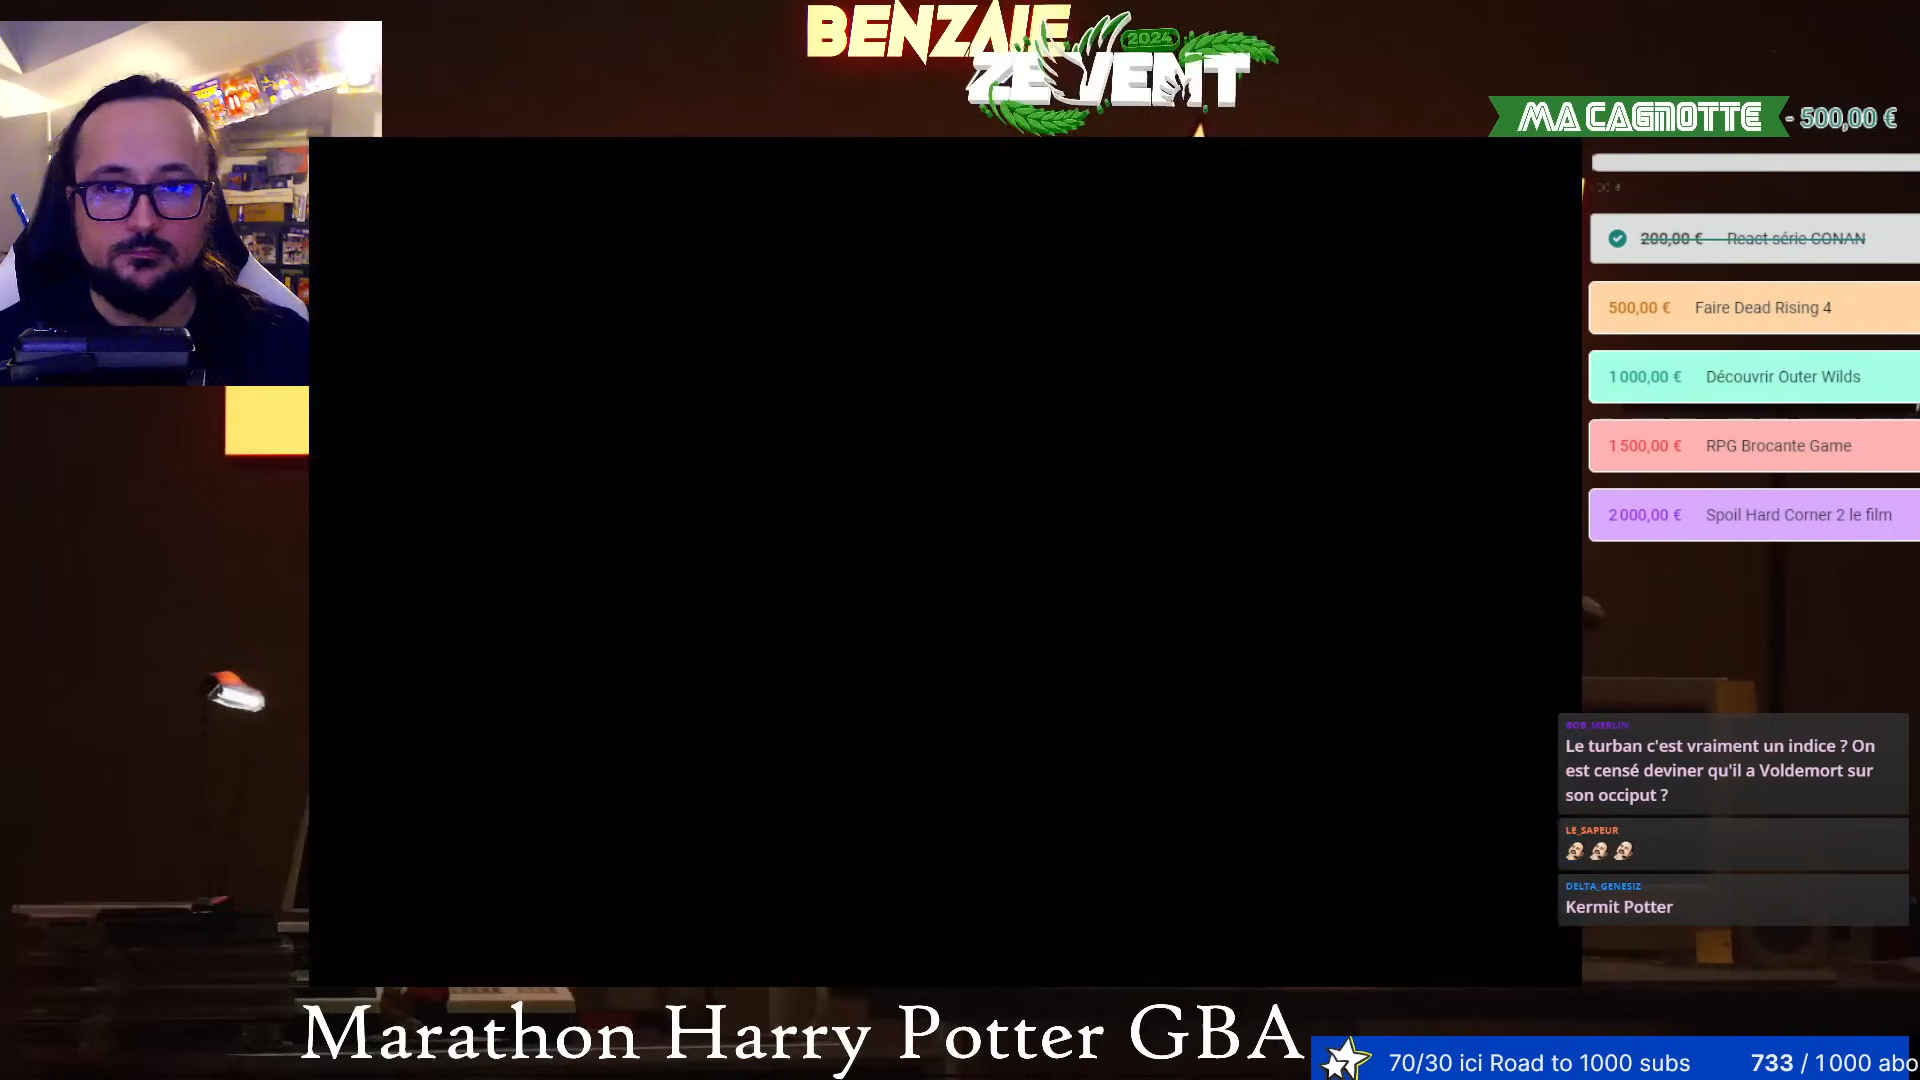 BENZAIE
2024
ZEVENT
MA CAGNOTTE - 500,00 €
200,00 € React série CONAN
500,00 € Faire Dead Rising 4
1 000,00 € Découvrir Outer Wilds
1 500,00 € RPG Brocante Game
2 000,00 € Spoil Hard Corner 2 le film
BOB_MERLIN
Le turban c'est vraiment un indice ? On
est censé deviner qu'il a Voldemort sur
son occiput ?
LE_SAPEUR
DELTA_GENESIZ
Kermit Potter
Marathon Harry Potter GBA
70/30 ici Road to 1000 subs 733 / 1000 abo